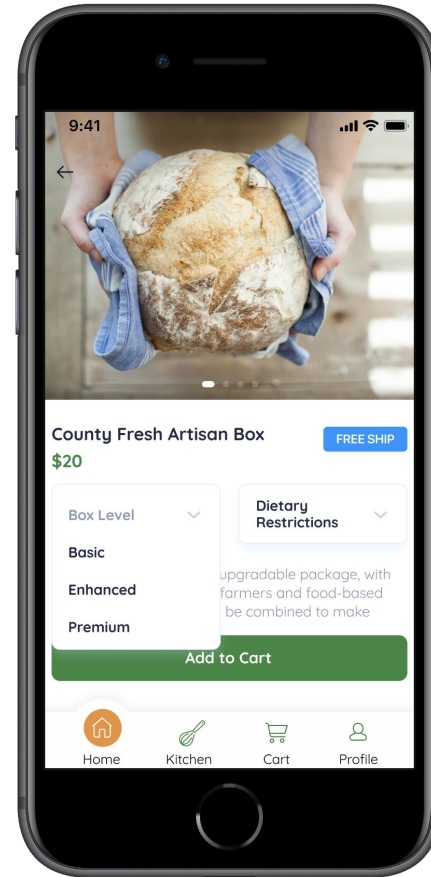 9:41
County Fresh Artisan Box
FREE SHIP
$20
Box Level
Dietary
Restrictions
Basic
Enhanced
Premium
upgradable package, with
farmers and food-based
be combined to make
Add to Cart
Home
Kitchen
Cart
Profile